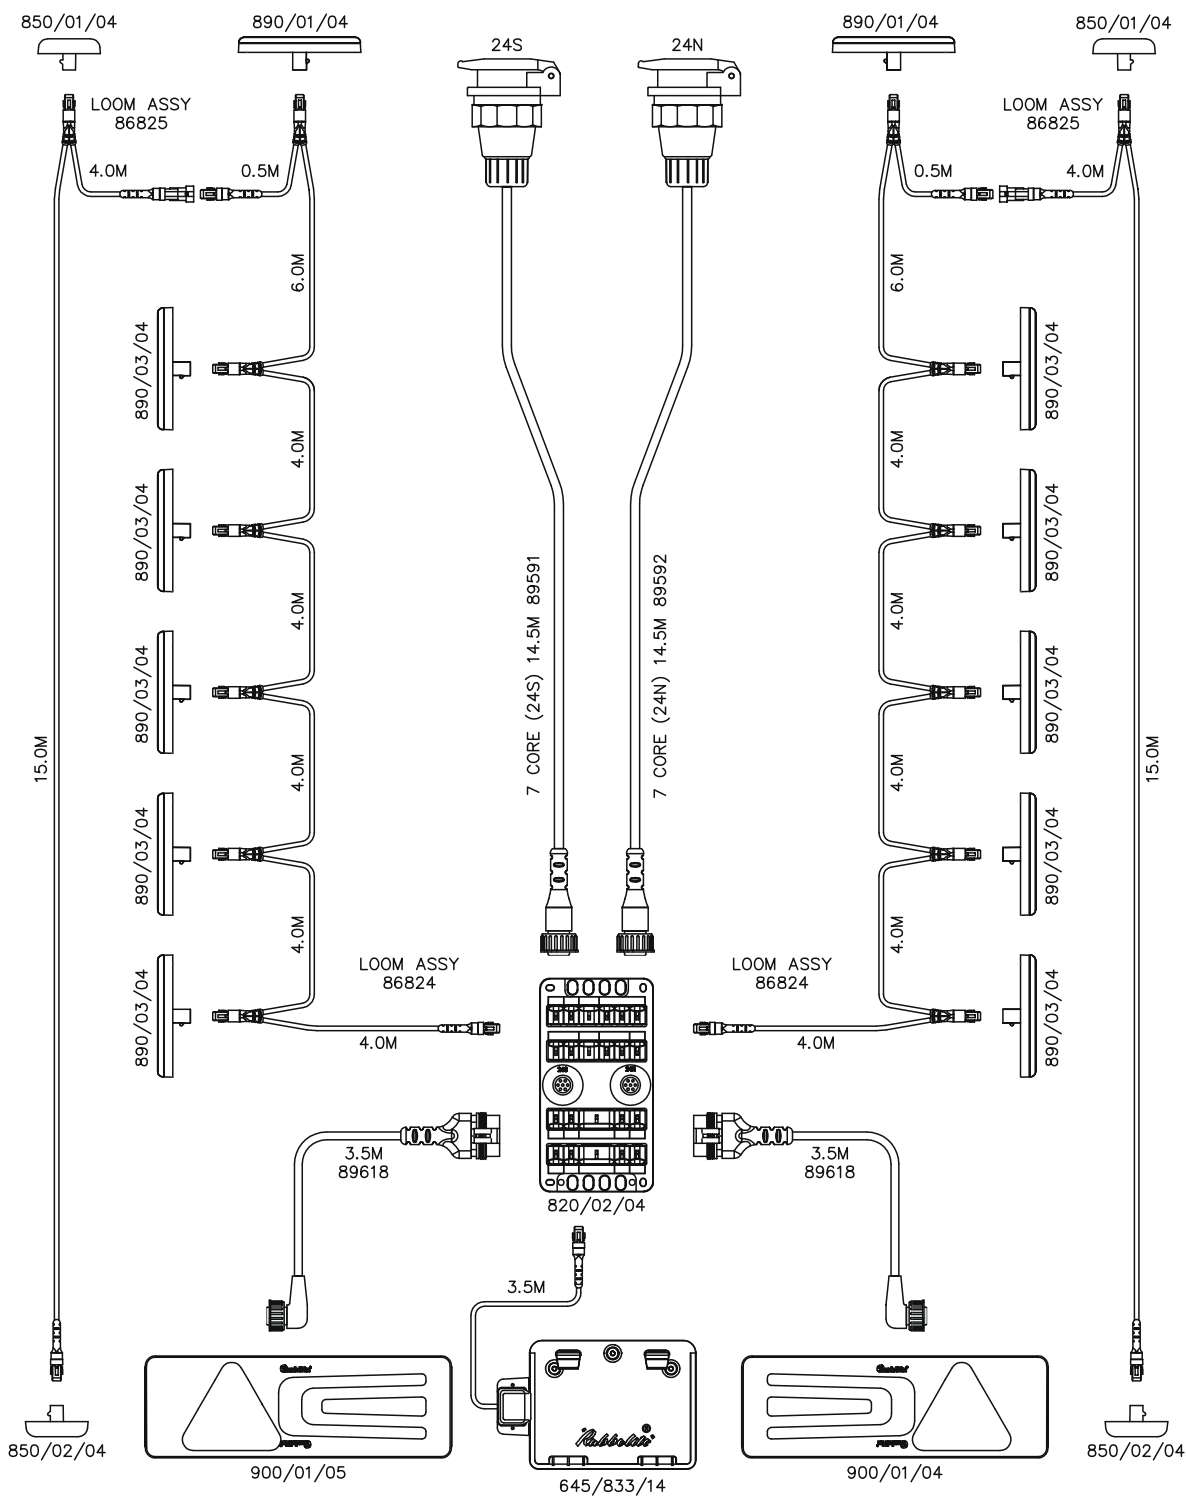 850/01/04
890/01/04
24S
24N
890/01/04
850/01/04
LOOM ASSY
86825
LOOM ASSY
86825
4.0M
0.5M
0.5M
4.0M
6.0M
6.0M
890/03/04
890/03/04
4.0M
4.0M
890/03/04
890/03/04
4.0M
4.0M
7 CORE (24S) 14.5M 89591
7 CORE (24N) 14.5M 89592
890/03/04
890/03/04
15.0M
15.0M
4.0M
4.0M
890/03/04
890/03/04
4.0M
4.0M
LOOM ASSY
86824
LOOM ASSY
86824
890/03/04
890/03/04
4.0M
4.0M
3.5M
89618
3.5M
89618
820/02/04
3.5M
"Rubbolite"
850/02/04
900/01/05
645/833/14
900/01/04
850/02/04